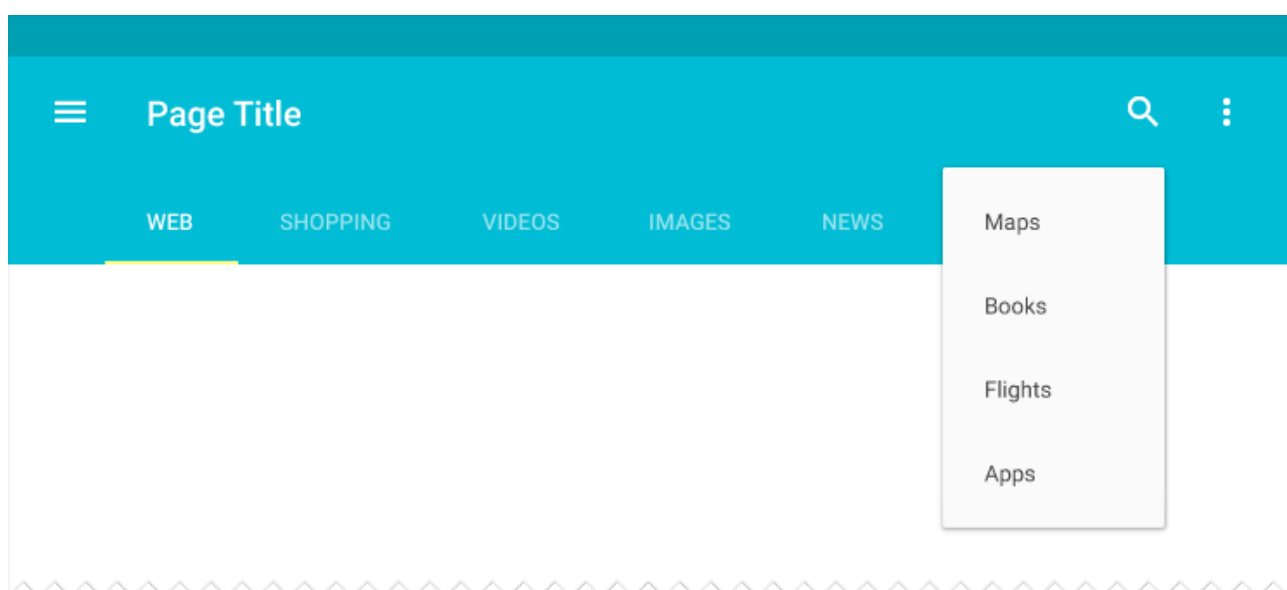 Page Title
WEB SHOPPING VIDEOS IMAGES NEWS
Maps
Books
Flights
Apps